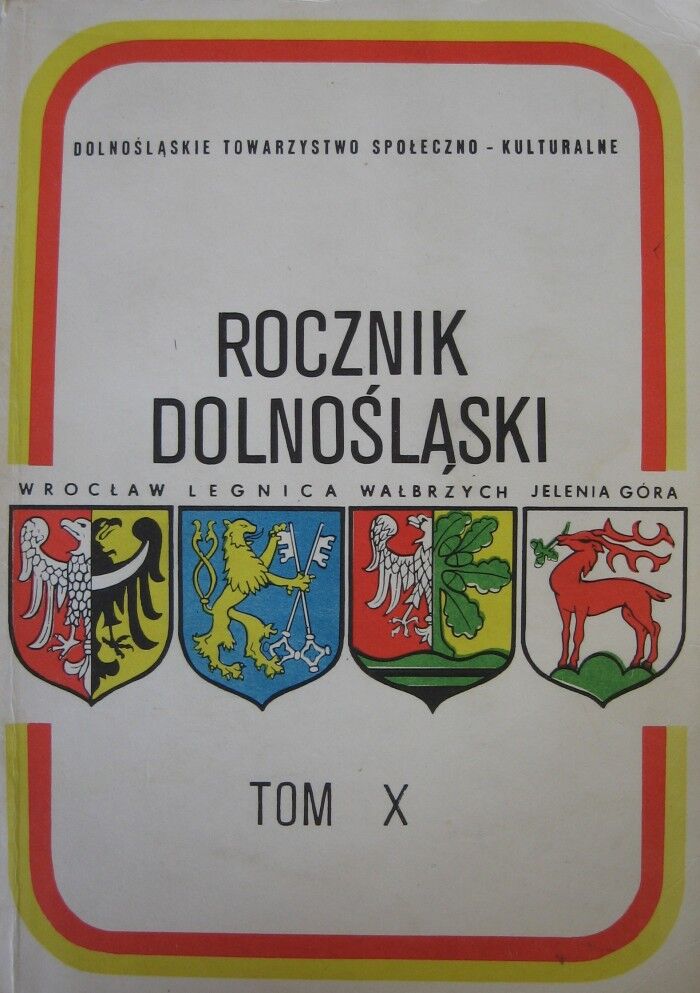 DOLNOŚLĄSKIE TOWARZYSTWO SPOŁECZNO - KULTURALNE
ROCZNIK
DOLNOŚLĄSKI
WROCŁAW LEGNICA WAŁBRZYCH JELENIA GÓRA
TOM X